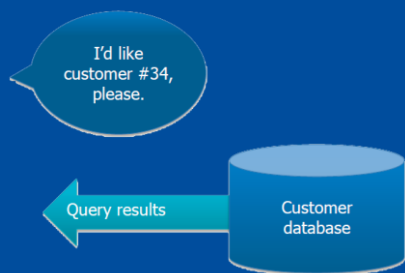 I'd like
customer #34,
please.
Query results
Customer
database